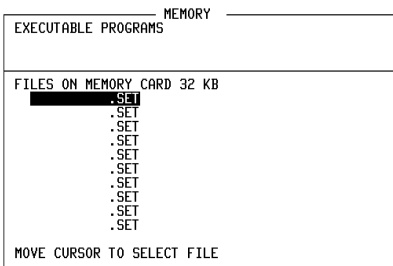 MEMORY
EXECUTABLE PROGRAMS
FILES ON MEMORY CARD 32 KB
.SET
.SET
.SET
.SET
.SET
.SET
.SET
.SET
.SET
.SET
MOVE CURSOR TO SELECT FILE